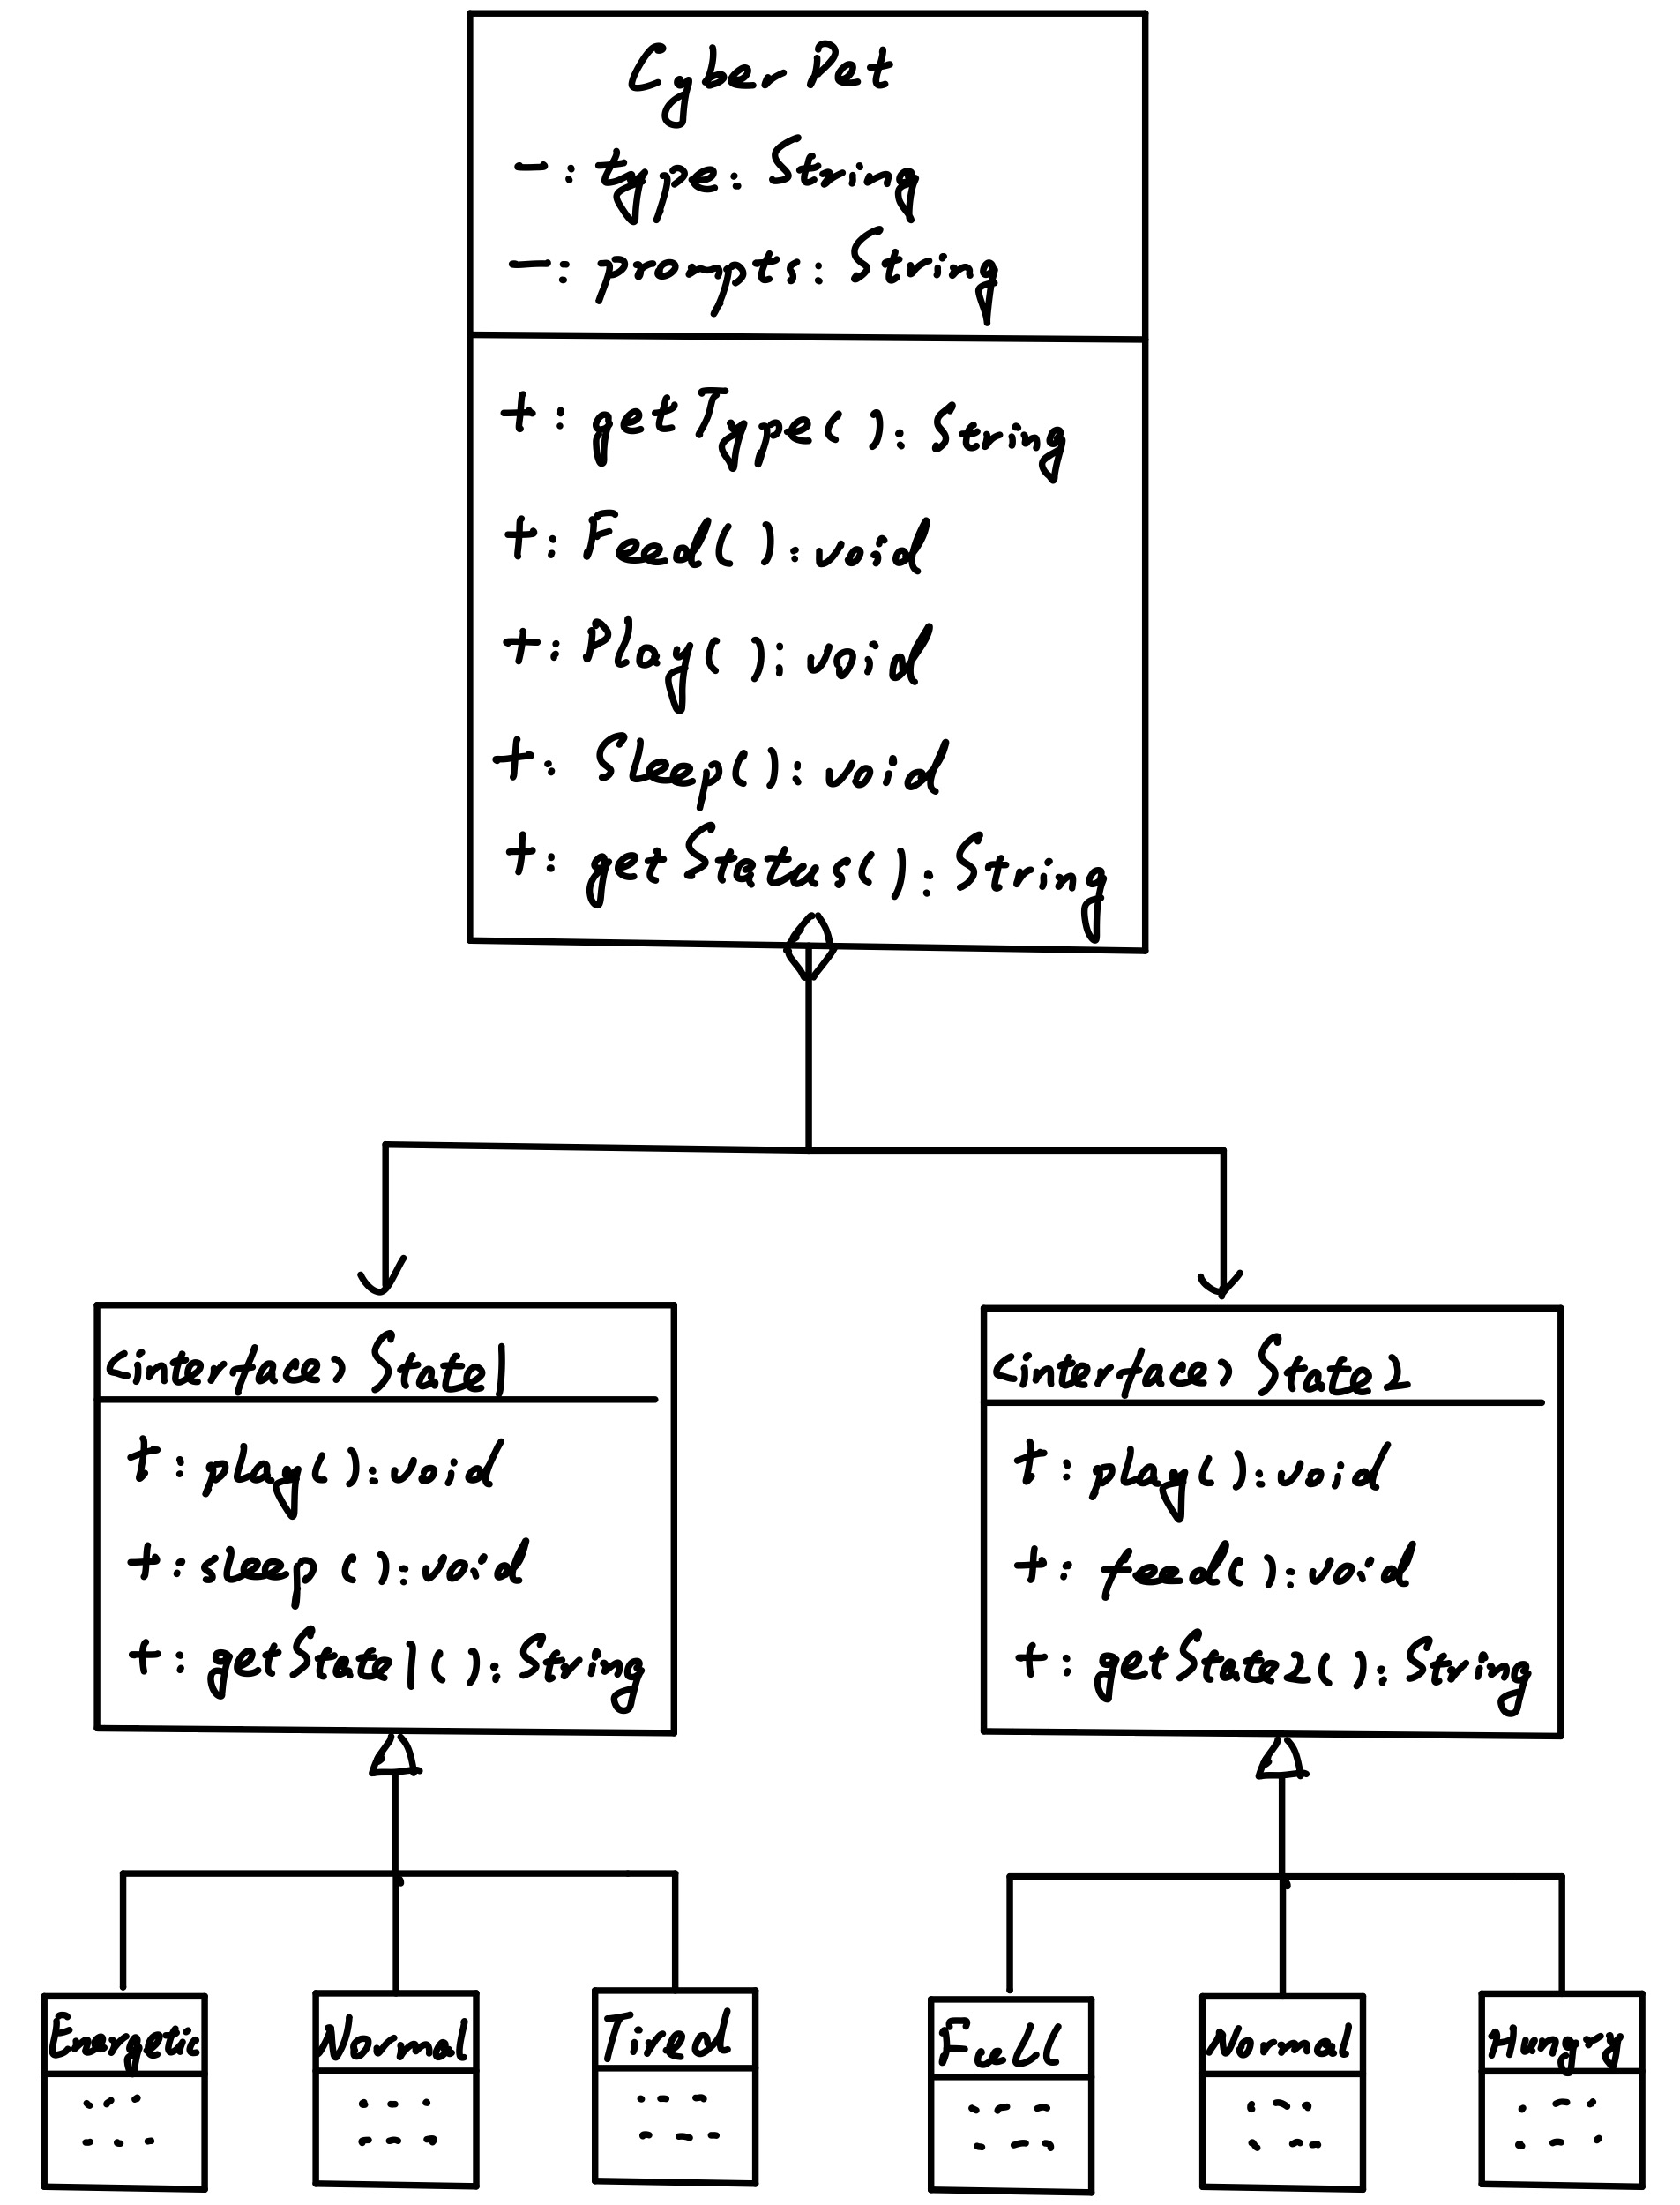 Cyber Pet
-: type: String
-: prompts: String
+: getType( ): String
+: Feed( ): void
+: Play( ): void
+: Sleep( ): void
+: getStatus( ): String
<interface> State1
+: play( ): void
+: sleep ( ): void
+: getState1( ): String
<interface> State2
+: play( ): void
+: feed( ): void
+: getState2( ): String
Energetic
Normal
Tired
Full
Normal
Hungry